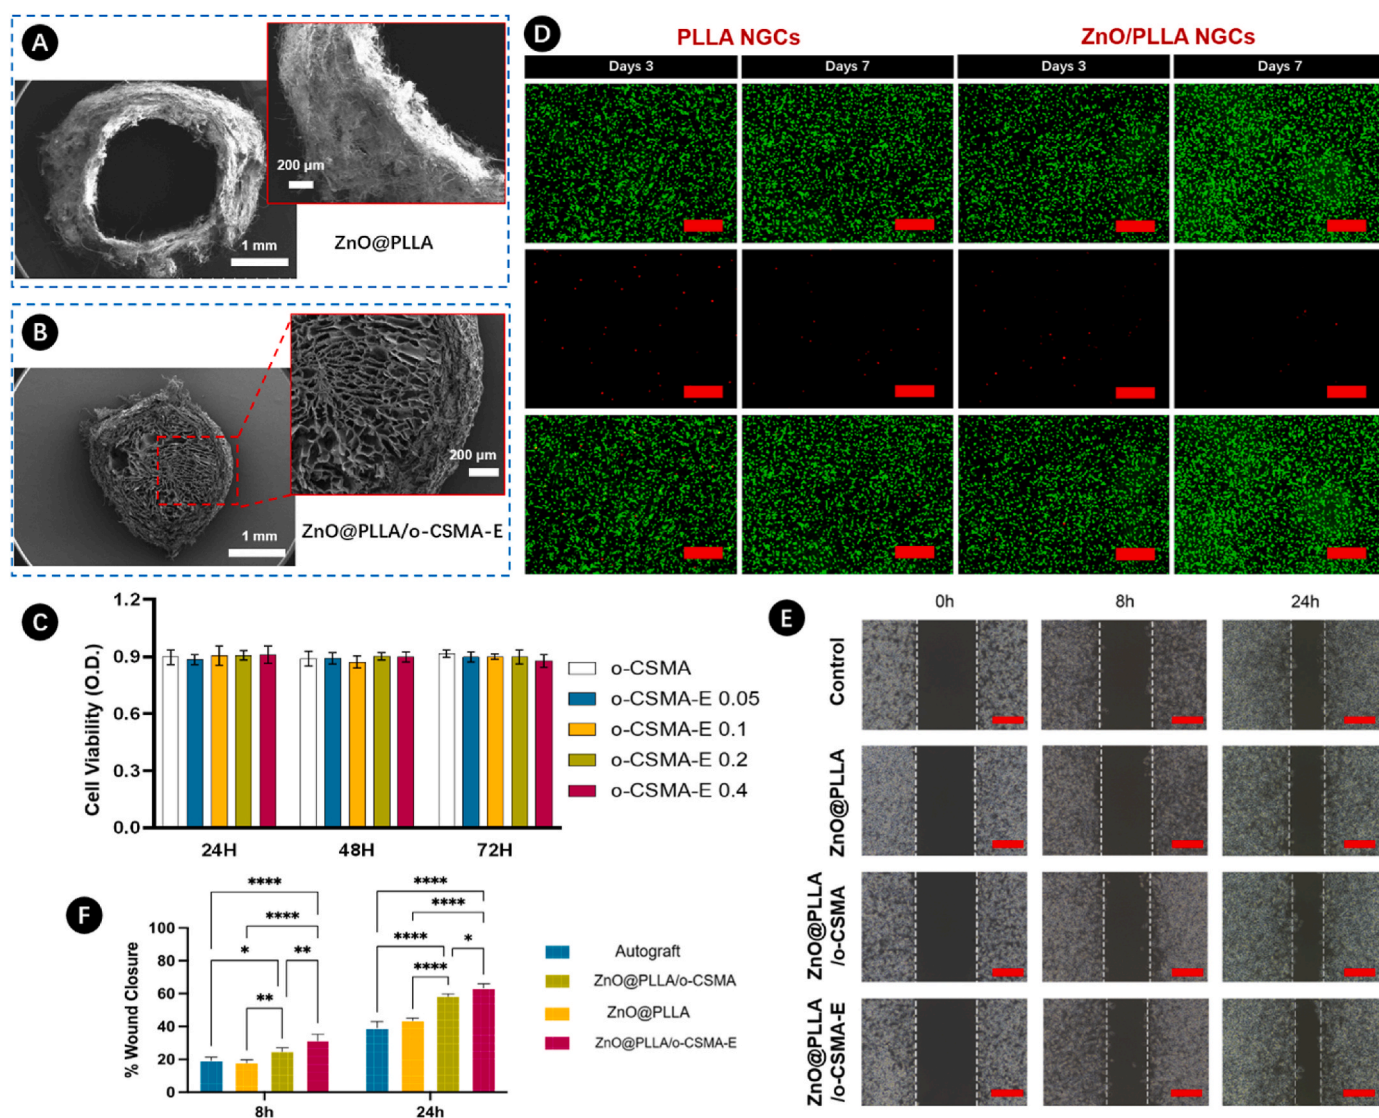 A
200 μm
1 mm
ZnO@PLLA
B
200 μm
1 mm
ZnO@PLLA/o-CSMA-E
D
PLLA NGCs
ZnO/PLLA NGCs
Days 3
Days 7
Days 3
Days 7
C
Cell Viability (O.D.)
1.2
0.9
0.6
0.3
0.0
24H
48H
72H
o-CSMA
o-CSMA-E 0.05
o-CSMA-E 0.1
o-CSMA-E 0.2
o-CSMA-E 0.4
F
% Wound Closure
100
80
60
40
20
0
****
****
*
**
**
****
****
****
*
****
8h
24h
Autograft
ZnO@PLLA/o-CSMA
ZnO@PLLA
ZnO@PLLA/o-CSMA-E
E
0h
8h
24h
Control
ZnO@PLLA
ZnO@PLLA
/o-CSMA
ZnO@PLLA
/o-CSMA-E